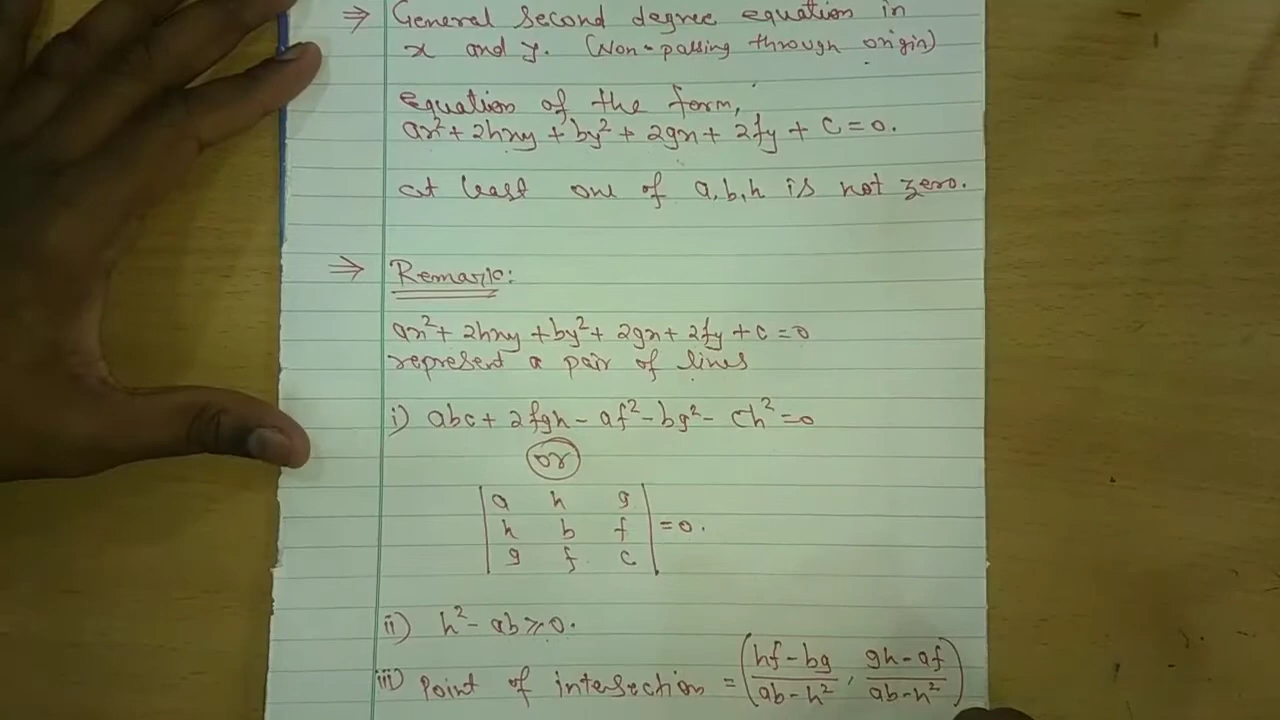 ⇒ General Second degree equation in
x and y. (Non-passing through origin)
equation of the form,
ax² + 2hxy + by² + 2gx + 2fy + C = 0.
at least one of a, b, h is not zero.
⇒ Remark:
ax² + 2hxy + by² + 2gx + 2fy + c = 0
represent a pair of lines
i) abc + 2fgh - af² - bg² - ch² = 0
or
| a h g |
| h b f | = 0.
| g f c |
ii) h² - ab ≥ 0.
iii) Point of intersection = ( (hf - bg)/(ab - h²), (gh - af)/(ab - h²) )